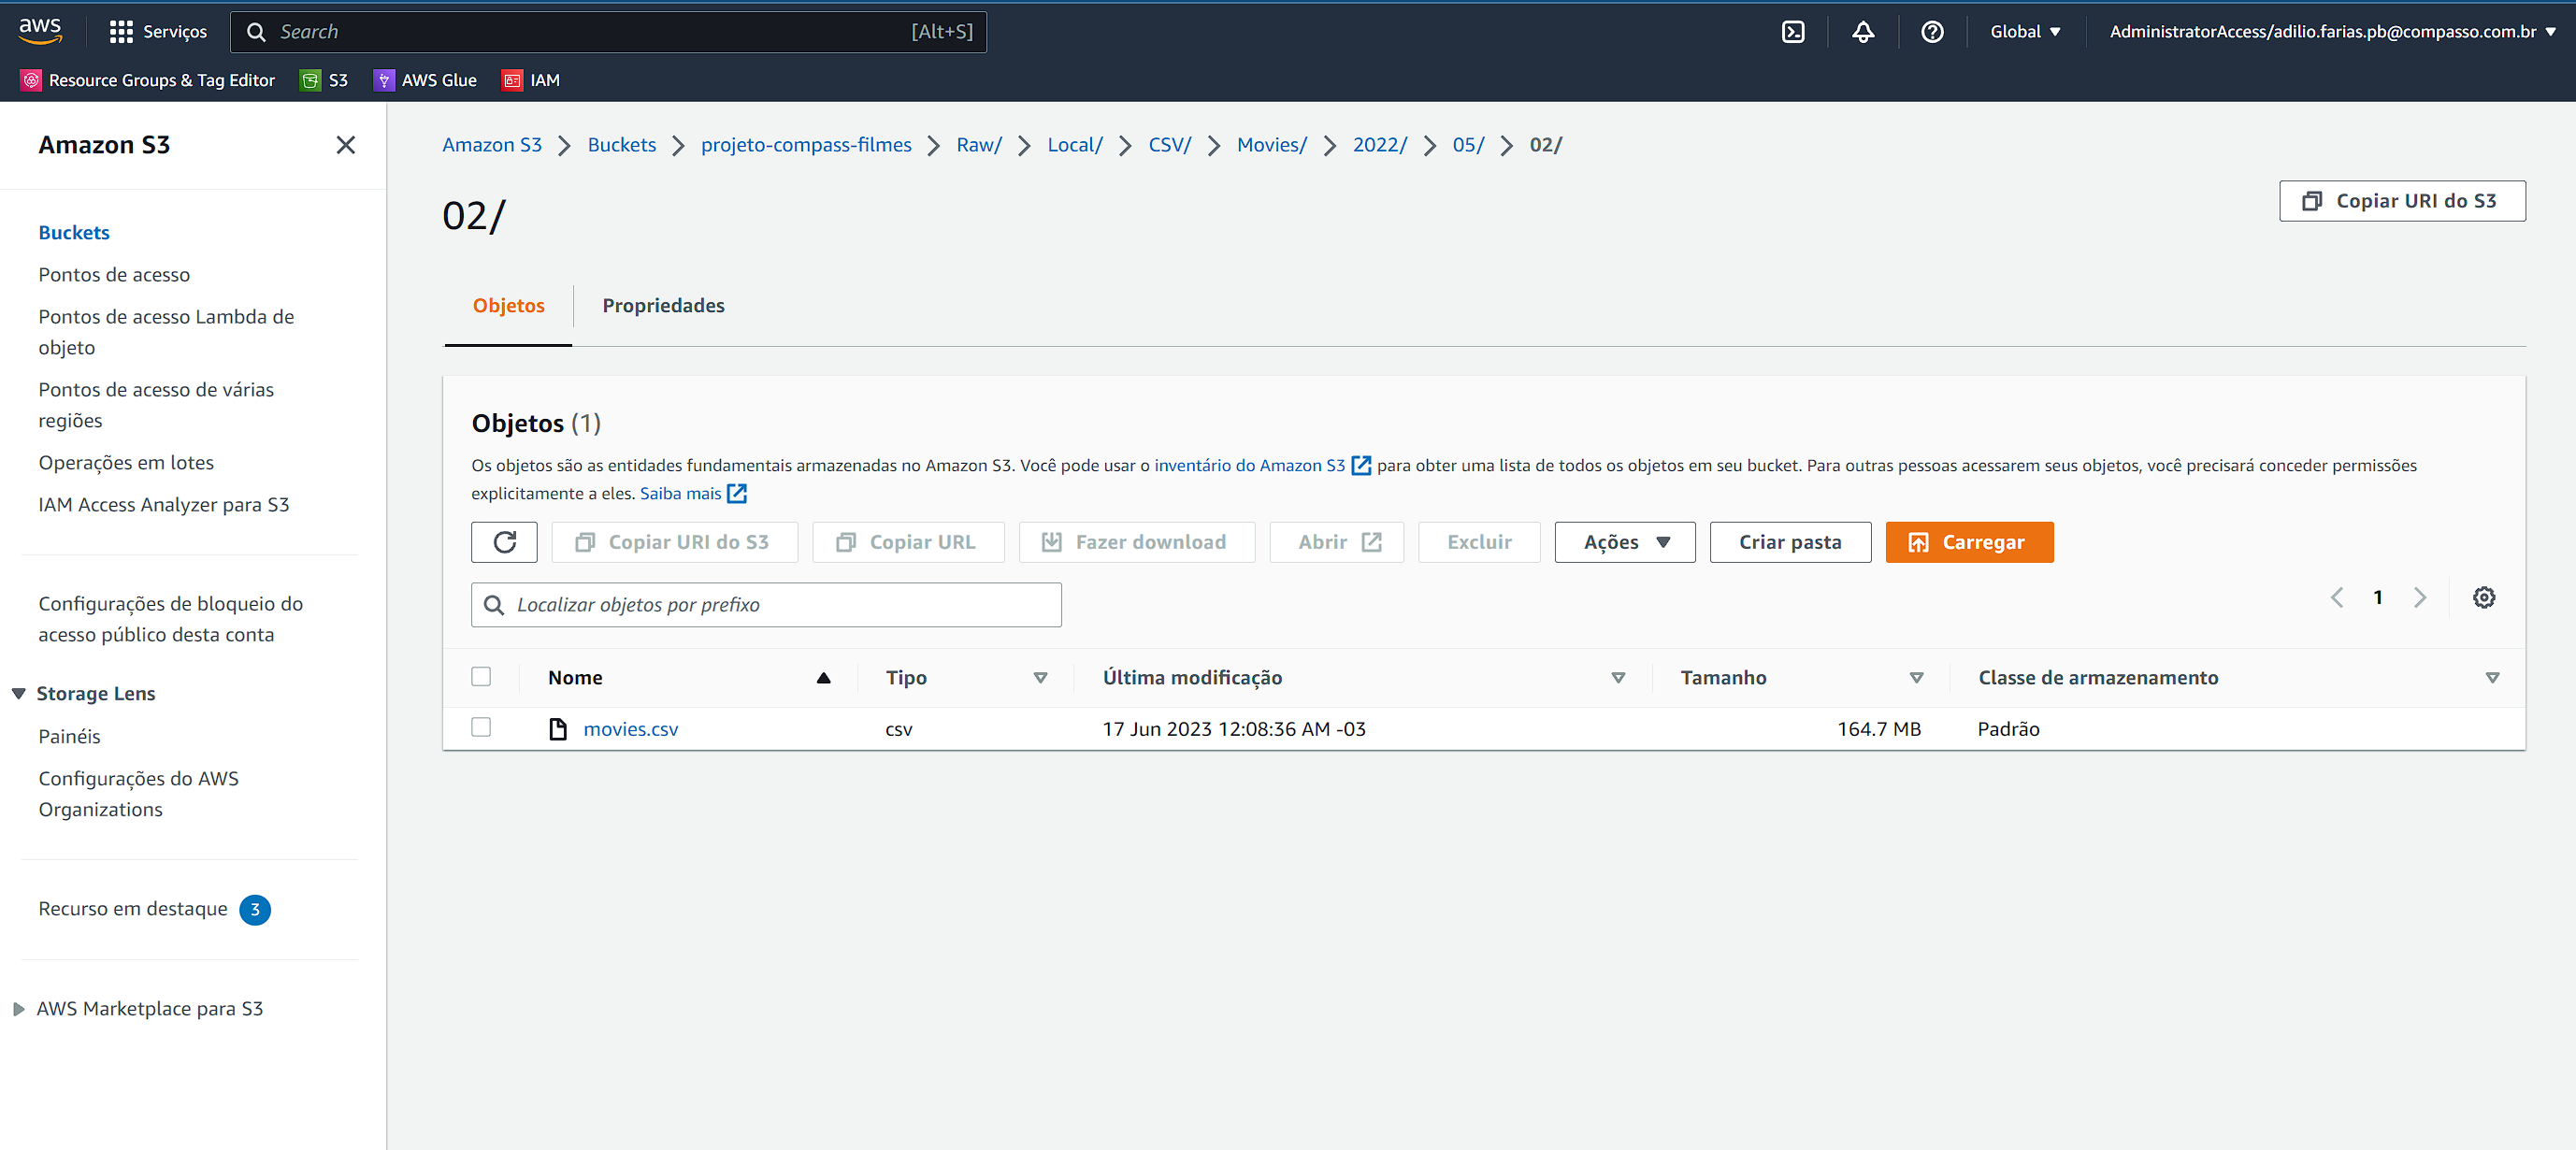 aws
Serviços
Search
[Alt+S]
Global
AdministratorAccess/adilio.farias.pb@compasso.com.br
Resource Groups & Tag Editor
S3
AWS Glue
IAM
Amazon S3
Buckets
Pontos de acesso
Pontos de acesso Lambda de
objeto
Pontos de acesso de várias
regiões
Operações em lotes
IAM Access Analyzer para S3
Configurações de bloqueio do
acesso público desta conta
Storage Lens
Painéis
Configurações do AWS
Organizations
Recurso em destaque 3
AWS Marketplace para S3
Amazon S3 Buckets projeto-compass-filmes Raw/ Local/ CSV/ Movies/ 2022/ 05/ 02/
02/
Copiar URI do S3
Objetos
Propriedades
Objetos (1)
Os objetos são as entidades fundamentais armazenadas no Amazon S3. Você pode usar o inventário do Amazon S3 para obter uma lista de todos os objetos em seu bucket. Para outras pessoas acessarem seus objetos, você precisará conceder permissões
explicitamente a eles. Saiba mais
Copiar URI do S3
Copiar URL
Fazer download
Abrir
Excluir
Ações
Criar pasta
Carregar
Localizar objetos por prefixo
1
Nome Tipo Última modificação Tamanho Classe de armazenamento
movies.csv csv 17 Jun 2023 12:08:36 AM -03 164.7 MB Padrão